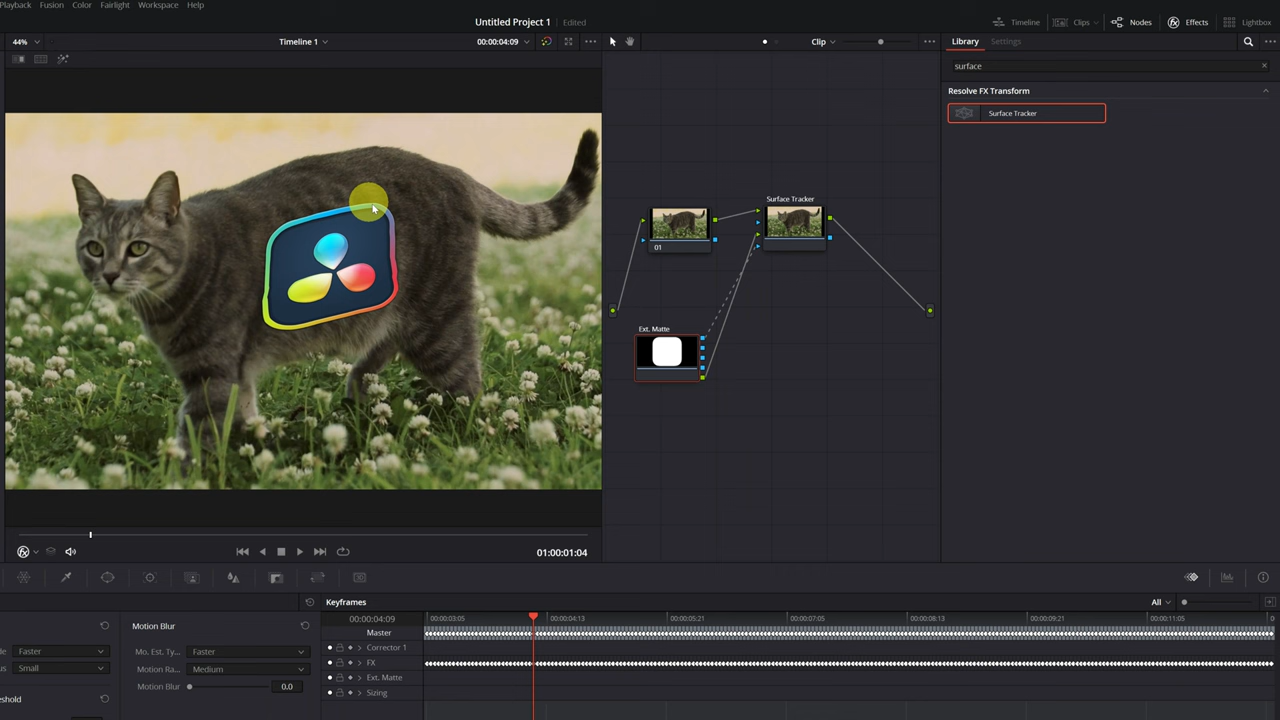 Playback Fusion Color Fairlight Workspace Help
Untitled Project 1 Edited
Timeline Clips Nodes Effects Lightbox
44% Timeline 1 00:00:04:09 Clip Library Settings
surface
Resolve FX Transform
Surface Tracker
Surface Tracker
01
Ext. Matte
01:00:01:04
Keyframes All
00:00:04:09 00:00:03:05 00:00:04:13 00:00:05:21 00:00:07:05 00:00:08:13 00:00:09:21 00:00:11:05 0
Motion Blur
Master
Corrector 1
Faster Mo. Est. Ty... Faster
FX
Small Motion Ra... Medium
Ext. Matte
Motion Blur 0.0
Sizing
shold